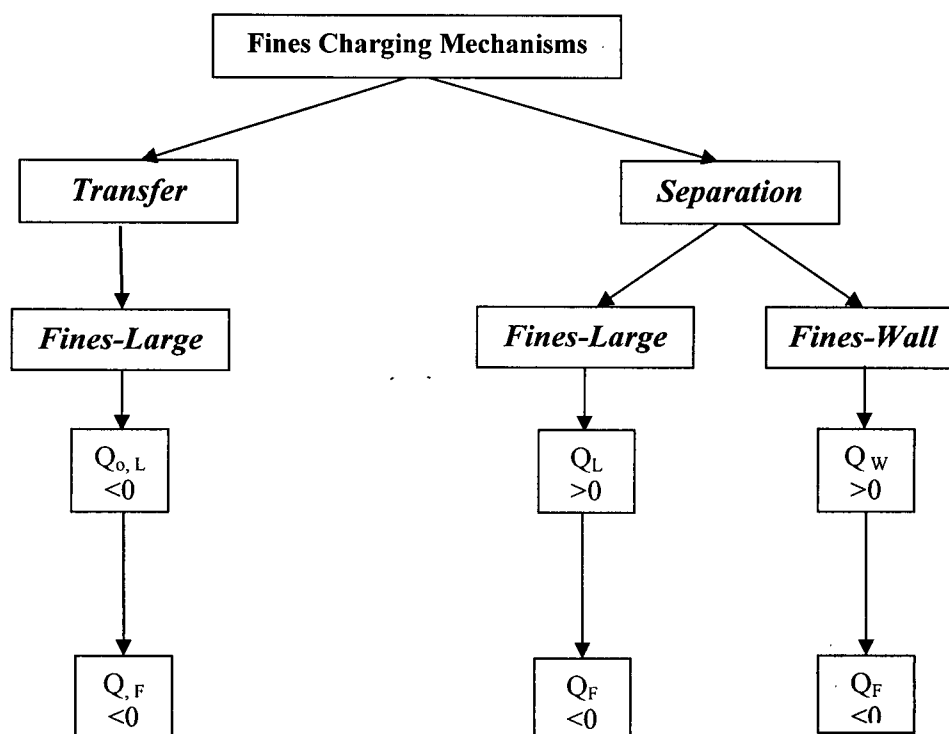 Fines Charging Mechanisms
Transfer
Separation
Fines-Large
Fines-Large
Fines-Wall
Qo, L
<0
QL
>0
Q W
>0
Q, F
<0
QF
<0
QF
<0